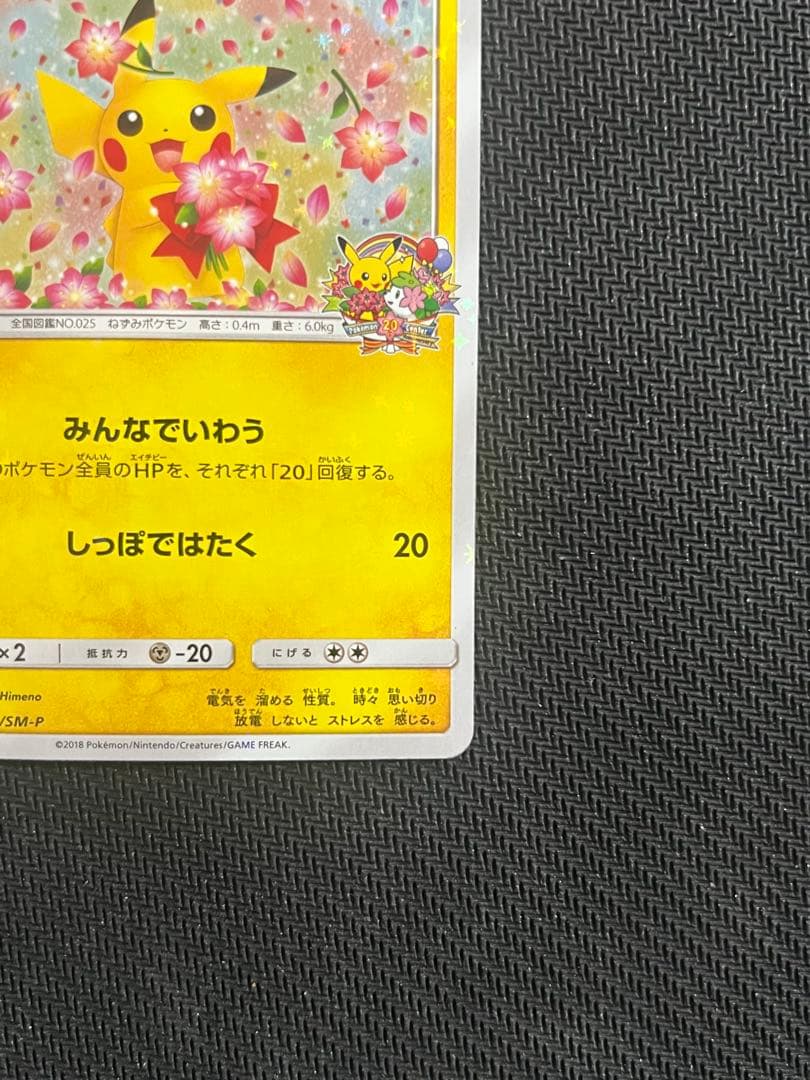 Pokémon 20 Center
全国図鑑NO.025 ねずみポケモン 高さ:0.4m 重さ:6.0kg
みんなでいわう
ぜんいん エイチピー かいふく
ポケモン全員のHPを、それぞれ「20」回復する。
しっぽではたく 20
×2 抵抗力 -20 にげる
Himeno
/SM-P
でんき た せいしつ ときどき おも き
電気を 溜める 性質。 時々 思い切り
ほうでん かん
放電 しないと ストレスを 感じる。
©2018 Pokémon/Nintendo/Creatures/GAME FREAK.